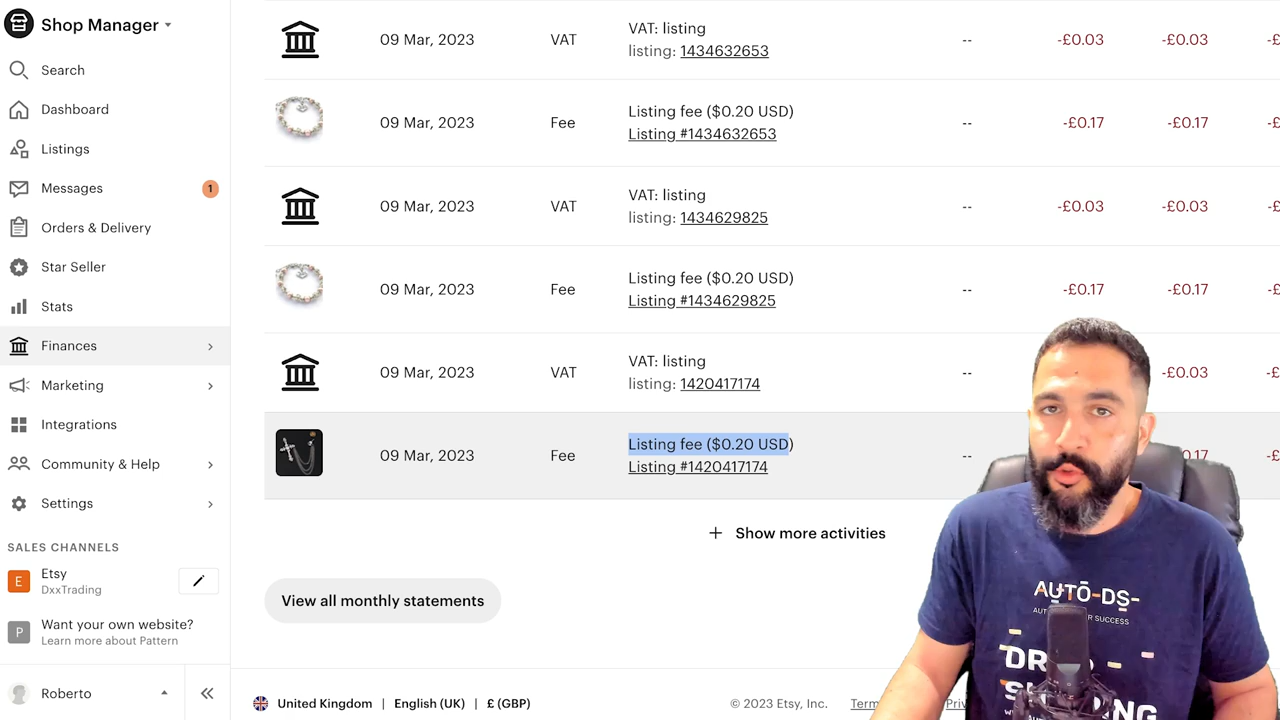 Shop Manager
Search
Dashboard
Listings
Messages
1
Orders & Delivery
Star Seller
Stats
Finances
Marketing
Integrations
Community & Help
Settings
SALES CHANNELS
E
Etsy
DxxTrading
P
Want your own website?
Learn more about Pattern
Roberto
09 Mar, 2023 VAT VAT: listing -- -£0.03 -£0.03 -£
listing: 1434632653
09 Mar, 2023 Fee Listing fee ($0.20 USD) -- -£0.17 -£0.17 -£
Listing #1434632653
09 Mar, 2023 VAT VAT: listing -- -£0.03 -£0.03 -£
listing: 1434629825
09 Mar, 2023 Fee Listing fee ($0.20 USD) -- -£0.17 -£0.17 -£
Listing #1434629825
09 Mar, 2023 VAT VAT: listing -- -£0.03 -£
listing: 1420417174
09 Mar, 2023 Fee Listing fee ($0.20 USD) -- 0.17 -£
Listing #1420417174
+ Show more activities
View all monthly statements
United Kingdom | English (UK) | £ (GBP)
© 2023 Etsy, Inc. Term Priv
AUTO-DS